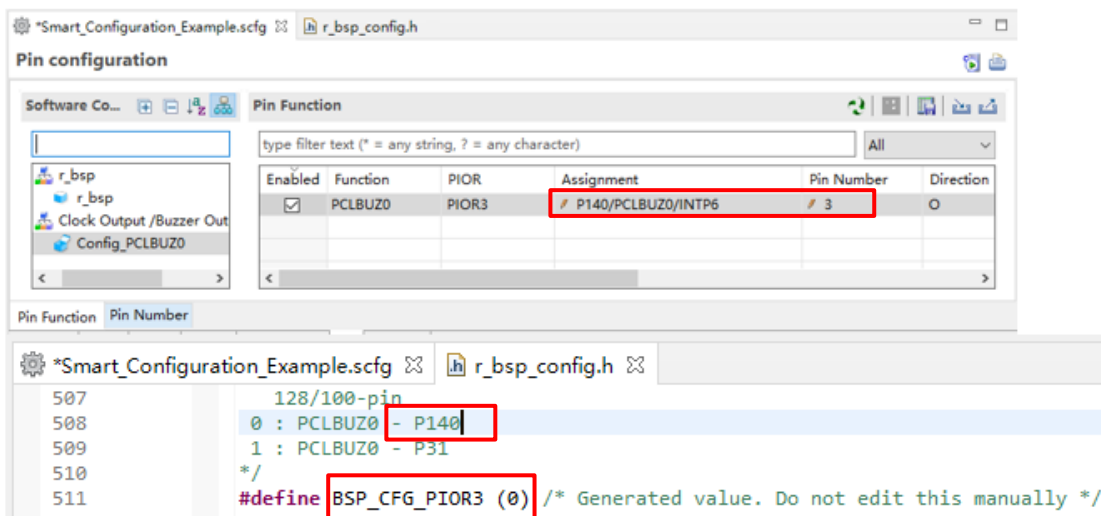 *Smart_Configuration_Example.scfg r_bsp_config.h
Pin configuration
Software Co... Pin Function
type filter text (* = any string, ? = any character) All
r_bsp
r_bsp
Clock Output /Buzzer Out
Config_PCLBUZ0
Enabled Function PIOR Assignment Pin Number Direction
PCLBUZ0 PIOR3 P140/PCLBUZ0/INTP6 3 O
Pin Function Pin Number
*Smart_Configuration_Example.scfg r_bsp_config.h
507 128/100-pin
508 0 : PCLBUZ0 - P140
509 1 : PCLBUZ0 - P31
510 */
511 #define BSP_CFG_PIOR3 (0) /* Generated value. Do not edit this manually */